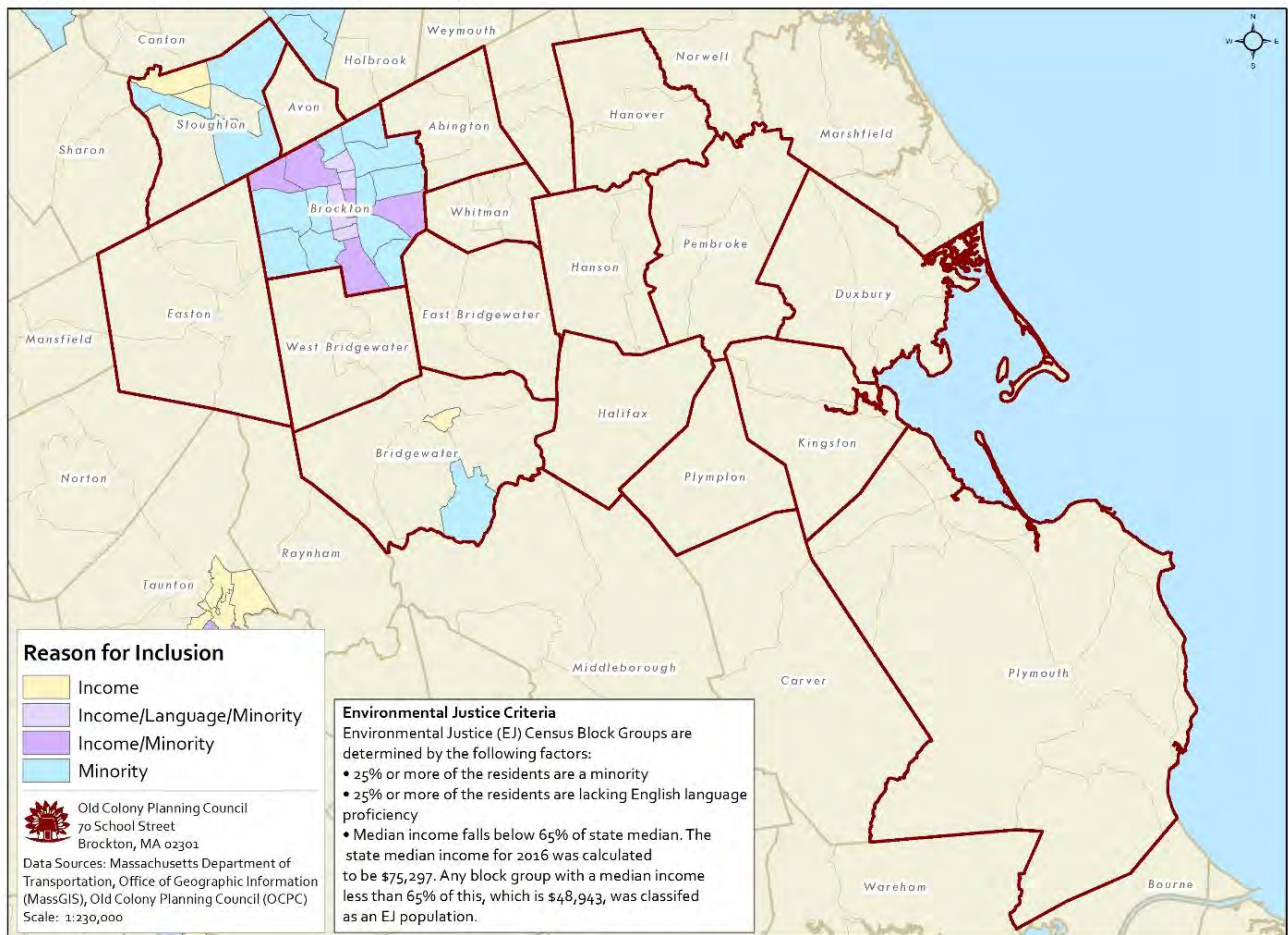 N
W E
S
Canton
Weymouth
Holbrook
Norwell
Avon
Hanover
Stoughton
Abington
Marshfield
Sharon
Brockton
Whitman
Pembroke
Hanson
Duxbury
Easton
East Bridgewater
Mansfield
West Bridgewater
Halifax
Kingston
Bridgewater
Norton
Plympton
Raynham
Taunton
Middleborough
Carver
Plymouth
Wareham
Bourne
Reason for Inclusion
Income
Income/Language/Minority
Income/Minority
Minority
Old Colony Planning Council
70 School Street
Brockton, MA 02301
Data Sources: Massachusetts Department of
Transportation, Office of Geographic Information
(MassGIS), Old Colony Planning Council (OCPC)
Scale: 1:230,000
Environmental Justice Criteria
Environmental Justice (EJ) Census Block Groups are
determined by the following factors:
• 25% or more of the residents are a minority
• 25% or more of the residents are lacking English language
proficiency
• Median income falls below 65% of state median. The
state median income for 2016 was calculated
to be $75,297. Any block group with a median income
less than 65% of this, which is $48,943, was classifed
as an EJ population.